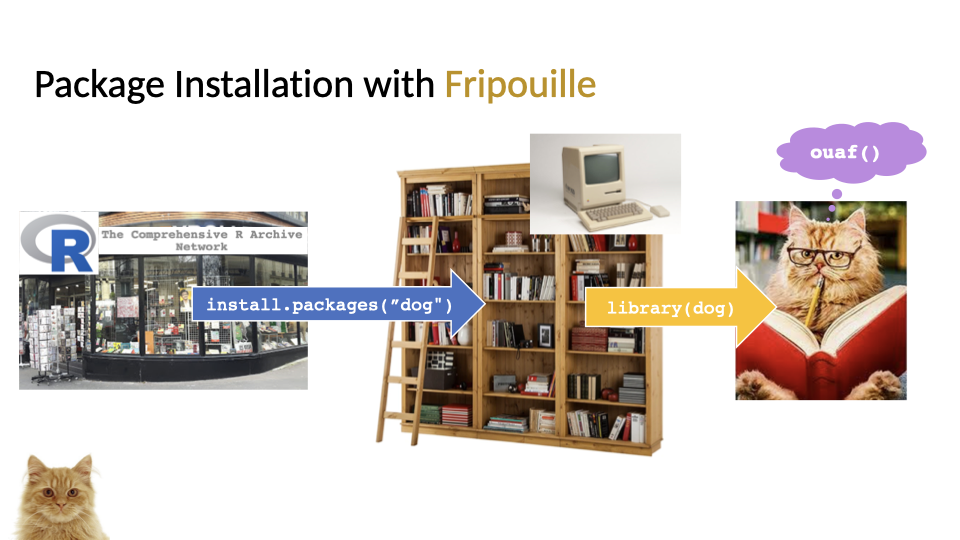 Package Installation with Fripouille
ouaf()
R
The Comprehensive R Archive
Network
install.packages(”dog")
library(dog)